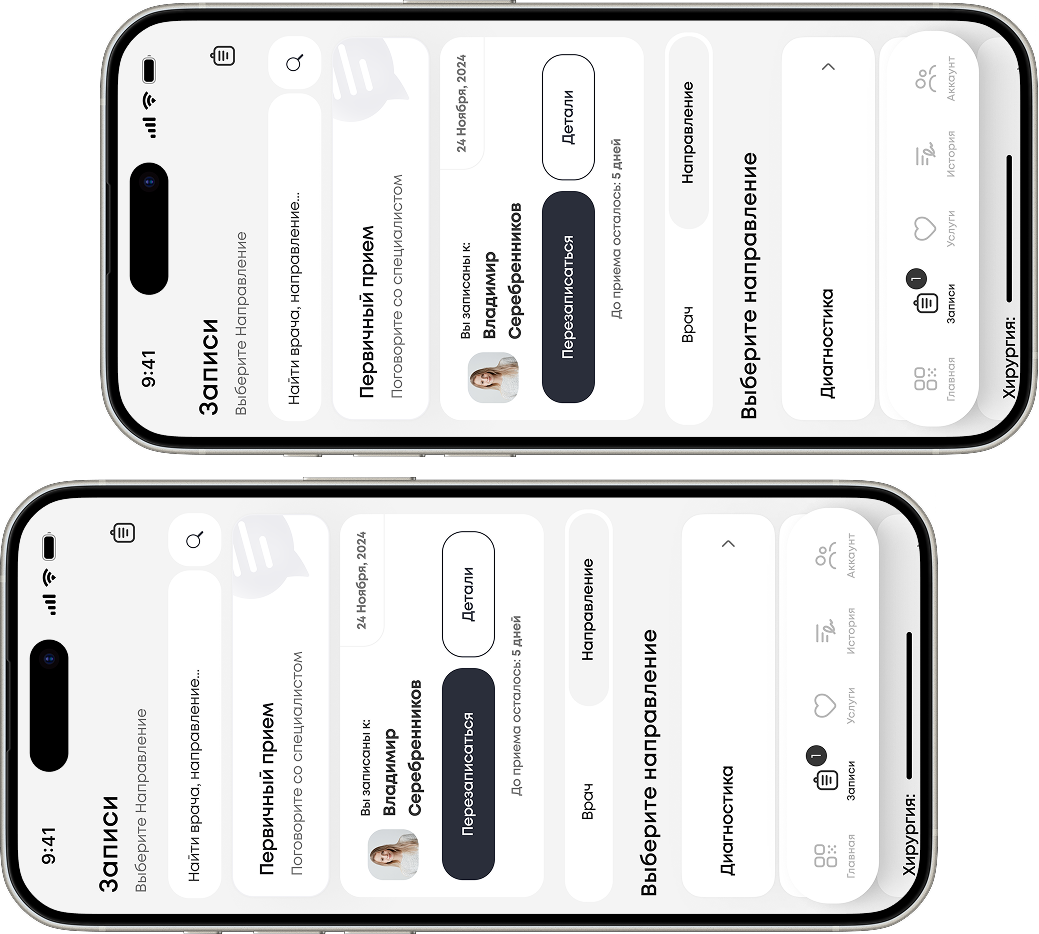 9:41
Записи
Выберите Направление
Найти врача, направление...
Первичный прием
Поговорите со специалистом
24 Ноября, 2024
Вы записаны к:
Владимир
Серебренников
Перезаписаться
Детали
До приема осталось: 5 дней
Врач
Направление
Выберите направление
Диагностика
1
Главная
Записи
Услуги
История
Аккаунт
Хирургия:
9:41
Записи
Выберите Направление
Найти врача, направление...
Первичный прием
Поговорите со специалистом
24 Ноября, 2024
Вы записаны к:
Владимир
Серебренников
Перезаписаться
Детали
До приема осталось: 5 дней
Врач
Направление
Выберите направление
Диагностика
1
Главная
Записи
Услуги
История
Аккаунт
Хирургия: